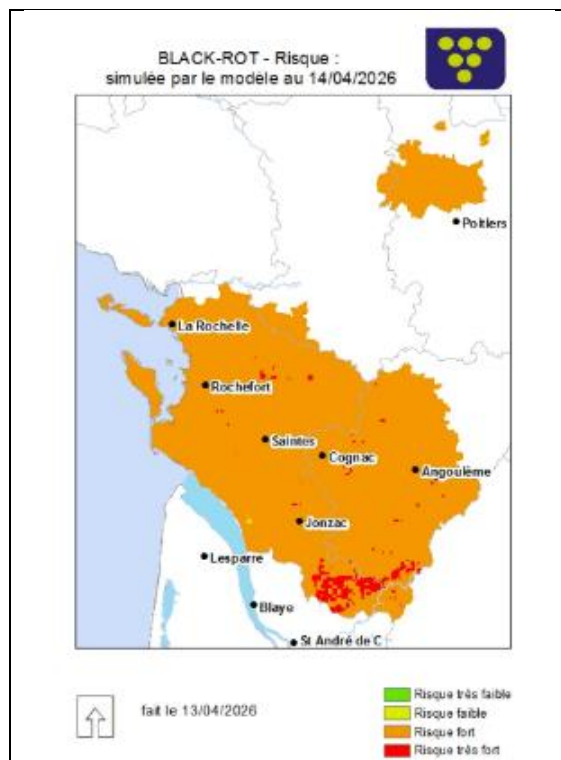 BLACK-ROT - Risque :
simulée par le modèle au 14/04/2026
Poitiers
La Rochelle
Rochefort
Saintes
Cognac
Angoulême
Jonzac
Lesparre
Blaye
St André de C
fait le 13/04/2026
Risque très faible
Risque faible
Risque fort
Risque très fort